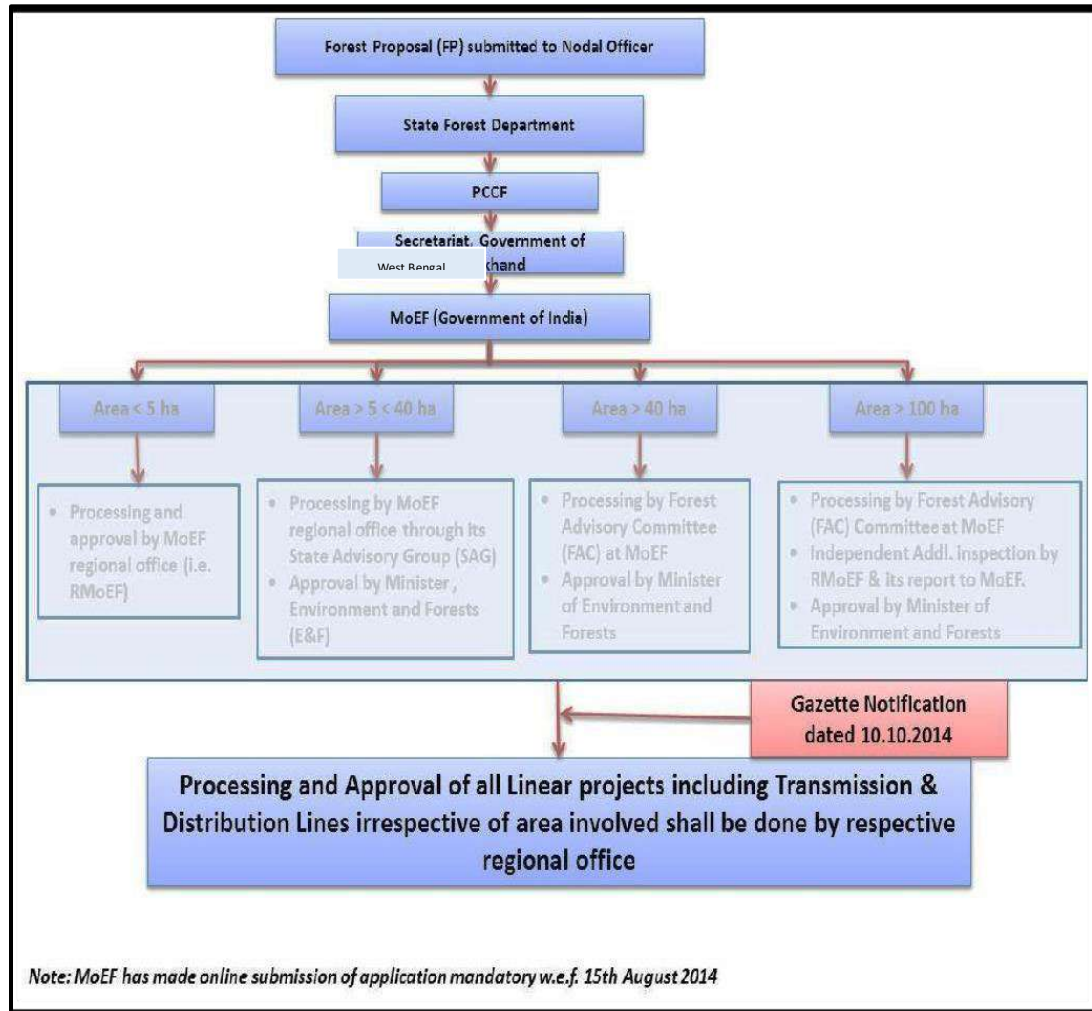 Forest Proposal (FP) submitted to Nodal Officer
State Forest Department
PCCF
Secretariat, Government of
West Bengal
khand
MoEF (Government of India)
Area < 5 ha
Area > 5 < 40 ha
Area > 40 ha
Area > 100 ha
• Processing and
approval by MoEF
regional office (i.e.
RMoEF)
• Processing by MoEF
regional office through its
State Advisory Group (SAG)
• Approval by Minister ,
Environment and Forests
(E&F)
• Processing by Forest
Advisory Committee
(FAC) at MoEF
• Approval by Minister
of Environment and
Forests
• Processing by Forest Advisory
(FAC) Committee at MoEF
• Independent Addl. inspection by
RMoEF & its report to MoEF.
• Approval by Minister of
Environment and Forests
Gazette Notification
dated 10.10.2014
Processing and Approval of all Linear projects including Transmission &
Distribution Lines irrespective of area involved shall be done by respective
regional office
Note: MoEF has made online submission of application mandatory w.e.f. 15th August 2014